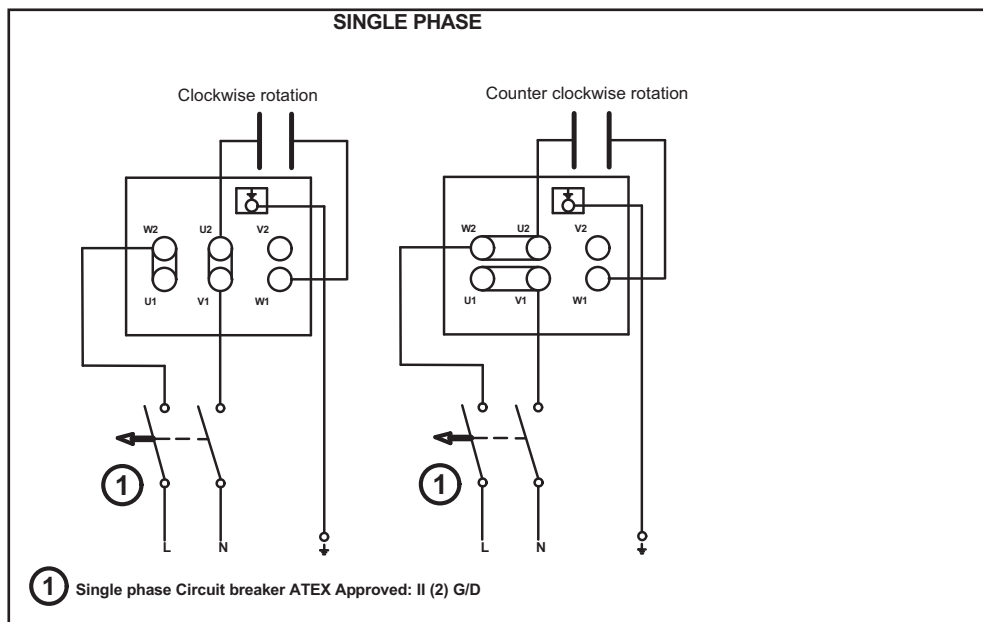 SINGLE PHASE
Clockwise rotation
Counter clockwise rotation
W2 U2 V2
U1 V1 W1
W2 U2 V2
U1 V1 W1
1
1
L N
L N
1 Single phase Circuit breaker ATEX Approved: II (2) G/D